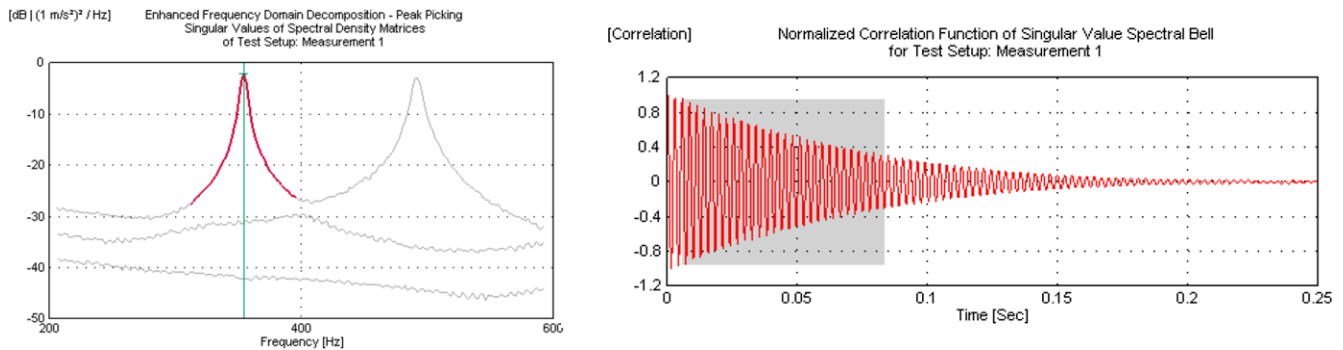 [dB | (1 m/s²)² / Hz]
Enhanced Frequency Domain Decomposition - Peak Picking
Singular Values of Spectral Density Matrices
of Test Setup: Measurement 1
0
-10
-20
-30
-40
-50
200
400
600
Frequency [Hz]
[Correlation]
Normalized Correlation Function of Singular Value Spectral Bell
for Test Setup: Measurement 1
1.2
0.8
0.4
0
-0.4
-0.8
-1.2
0
0.05
0.1
0.15
0.2
0.25
Time [Sec]